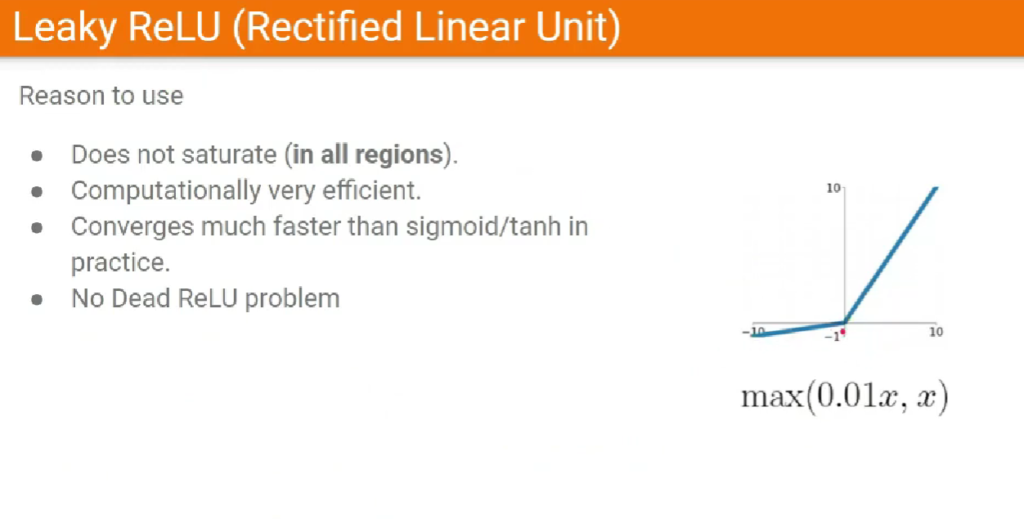 Leaky ReLU (Rectified Linear Unit)
Reason to use
• Does not saturate (in all regions).
• Computationally very efficient.
• Converges much faster than sigmoid/tanh in
practice.
• No Dead ReLU problem
10
-10
-1
10
max(0.01x, x)